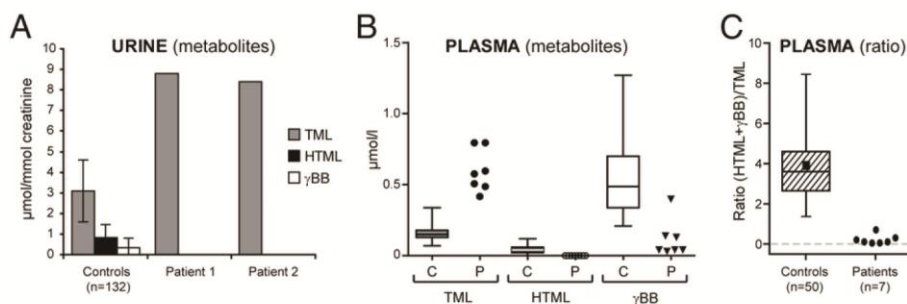 A
URINE (metabolites)
µmol/mmol creatinine
10
9
8
7
6
5
4
3
2
1
0
Controls
(n=132)
Patient 1
Patient 2
TML
HTML
γBB
B
PLASMA (metabolites)
µmol/l
1.5
1.0
0.5
0
C P C P C P
TML HTML γBB
C
PLASMA (ratio)
Ratio (HTML+γBB)/TML
10
8
6
4
2
0
Controls
(n=50)
Patients
(n=7)